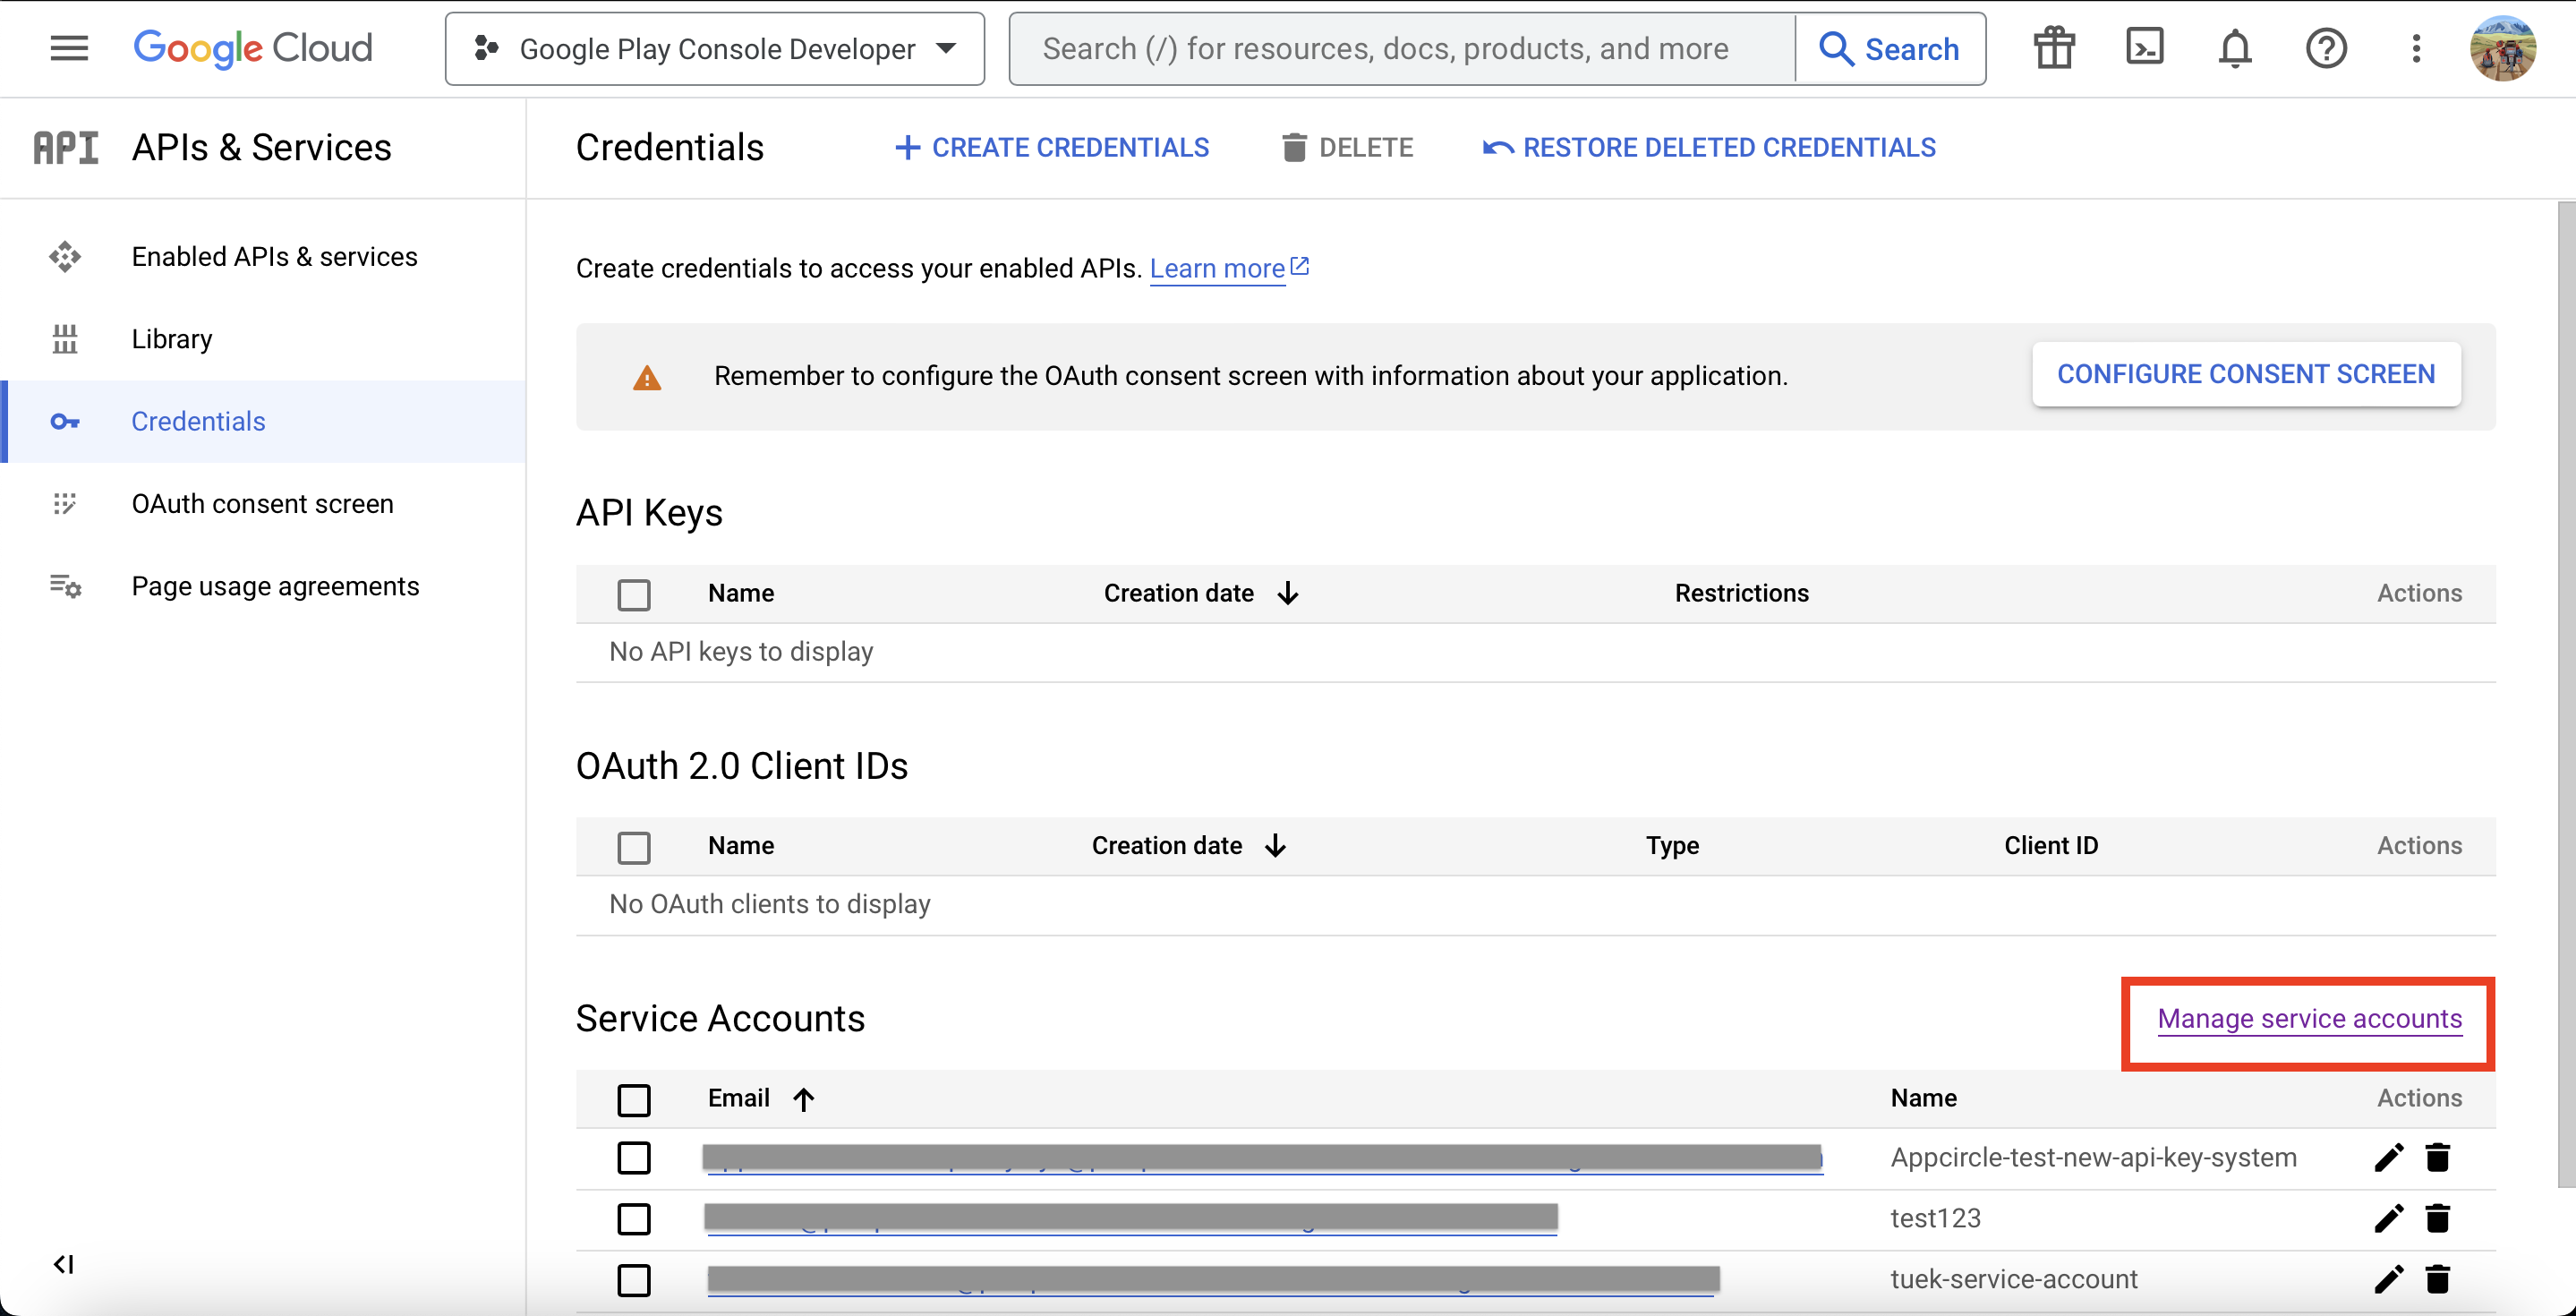 Google Cloud
Google Play Console Developer
Search (/) for resources, docs, products, and more
Search
API APIs & Services
Credentials
CREATE CREDENTIALS
DELETE
RESTORE DELETED CREDENTIALS
Enabled APIs & services
Library
Credentials
OAuth consent screen
Page usage agreements
Create credentials to access your enabled APIs. Learn more
Remember to configure the OAuth consent screen with information about your application.
CONFIGURE CONSENT SCREEN
API Keys
Name Creation date Restrictions Actions
No API keys to display
OAuth 2.0 Client IDs
Name Creation date Type Client ID Actions
No OAuth clients to display
Service Accounts
Manage service accounts
Email Name Actions
Appcircle-test-new-api-key-system
test123
tuek-service-account